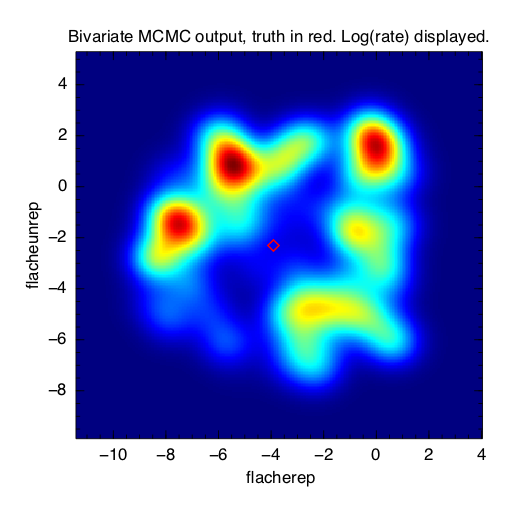 Bivariate MCMC output, truth in red. Log(rate) displayed.
4
2
0
−2
−4
−6
−8
flacheunrep
−10 −8 −6 −4 −2 0 2 4
flacherep